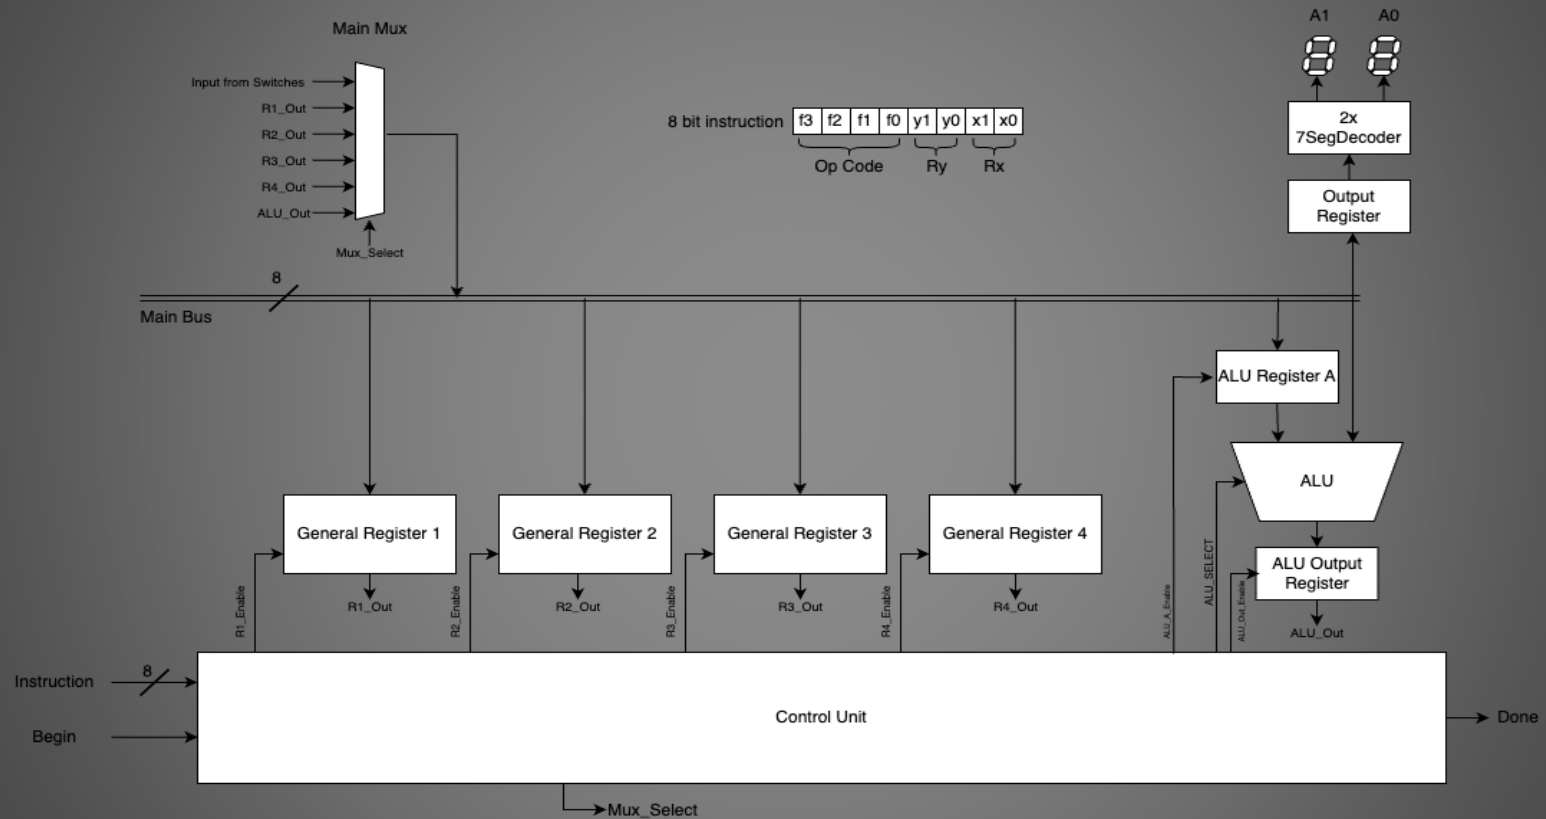 A1 A0
Main Mux
Input from Switches
R1_Out
R2_Out
R3_Out
R4_Out
ALU_Out
Mux_Select
8 bit instruction f3 f2 f1 f0 y1 y0 x1 x0
Op Code Ry Rx
2x
7SegDecoder
Output
Register
8
Main Bus
ALU Register A
ALU
General Register 1
General Register 2
General Register 3
General Register 4
ALU Output
Register
R1_Enable
R1_Out
R2_Enable
R2_Out
R3_Enable
R3_Out
R4_Enable
R4_Out
ALU_A_Enable
ALU_SELECT
ALU_Out_Enable
ALU_Out
Instruction
8
Begin
Control Unit
Done
Mux_Select